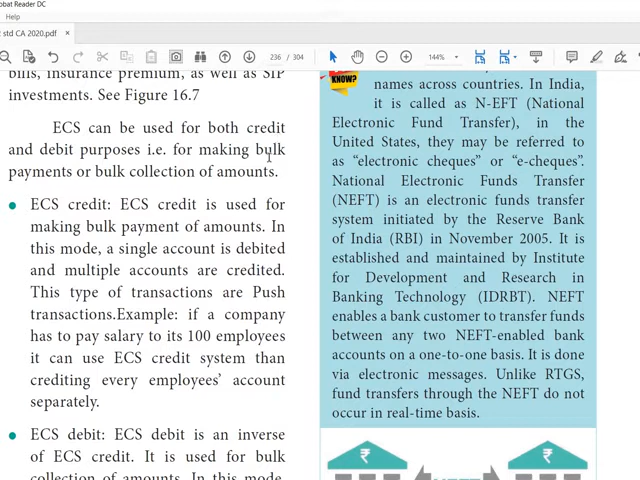 obat Reader DC
Help
t std CA 2020.pdf ×
236 / 304
144%
bills, insurance premium, as well as SIP
investments. See Figure 16.7
ECS can be used for both credit
and debit purposes i.e. for making bulk
payments or bulk collection of amounts.
ECS credit: ECS credit is used for
making bulk payment of amounts. In
this mode, a single account is debited
and multiple accounts are credited.
This type of transactions are Push
transactions.Example: if a company
has to pay salary to its 100 employees
it can use ECS credit system than
crediting every employees’ account
separately.
ECS debit: ECS debit is an inverse
of ECS credit. It is used for bulk
collection of amounts. In this mode,
KNOW?
names across countries. In India,
it is called as N-EFT (National
Electronic Fund Transfer), in the
United States, they may be referred to
as “electronic cheques” or “e-cheques”.
National Electronic Funds Transfer
(NEFT) is an electronic funds transfer
system initiated by the Reserve Bank
of India (RBI) in November 2005. It is
established and maintained by Institute
for Development and Research in
Banking Technology (IDRBT). NEFT
enables a bank customer to transfer funds
between any two NEFT-enabled bank
accounts on a one-to-one basis. It is done
via electronic messages. Unlike RTGS,
fund transfers through the NEFT do not
occur in real-time basis.
₹ ₹
NEFT